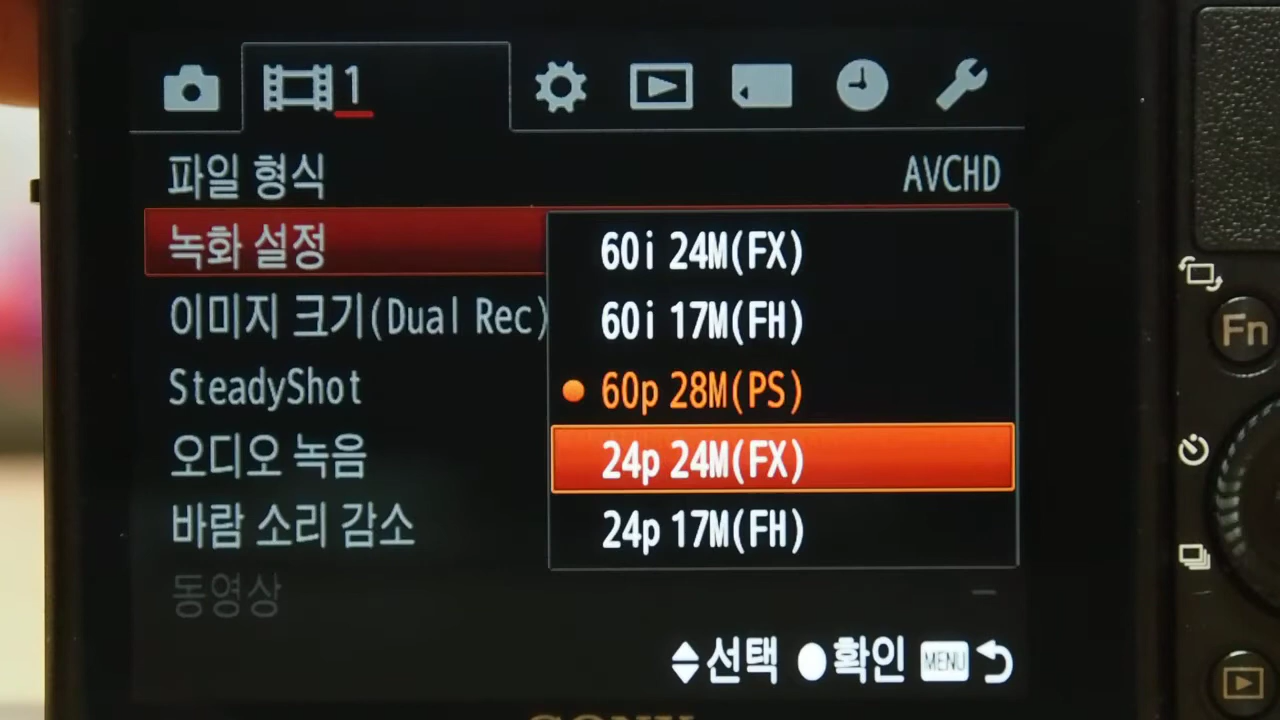 1
파일 형식 AVCHD
녹화 설정
60i 24M(FX)
이미지 크기(Dual Rec)
60i 17M(FH)
SteadyShot
60p 28M(PS)
오디오 녹음
24p 24M(FX)
바람 소리 감소
24p 17M(FH)
동영상 –
선택 확인 MENU
Fn
SONY